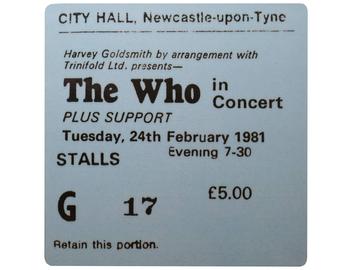 CITY HALL, Newcastle-upon-Tyne
Harvey Goldsmith by arrangement with
Trinifold Ltd. presents—
The Who in
Concert
PLUS SUPPORT
Tuesday, 24th February 1981
Evening 7-30
STALLS
£5.00
G 17
Retain this portion.